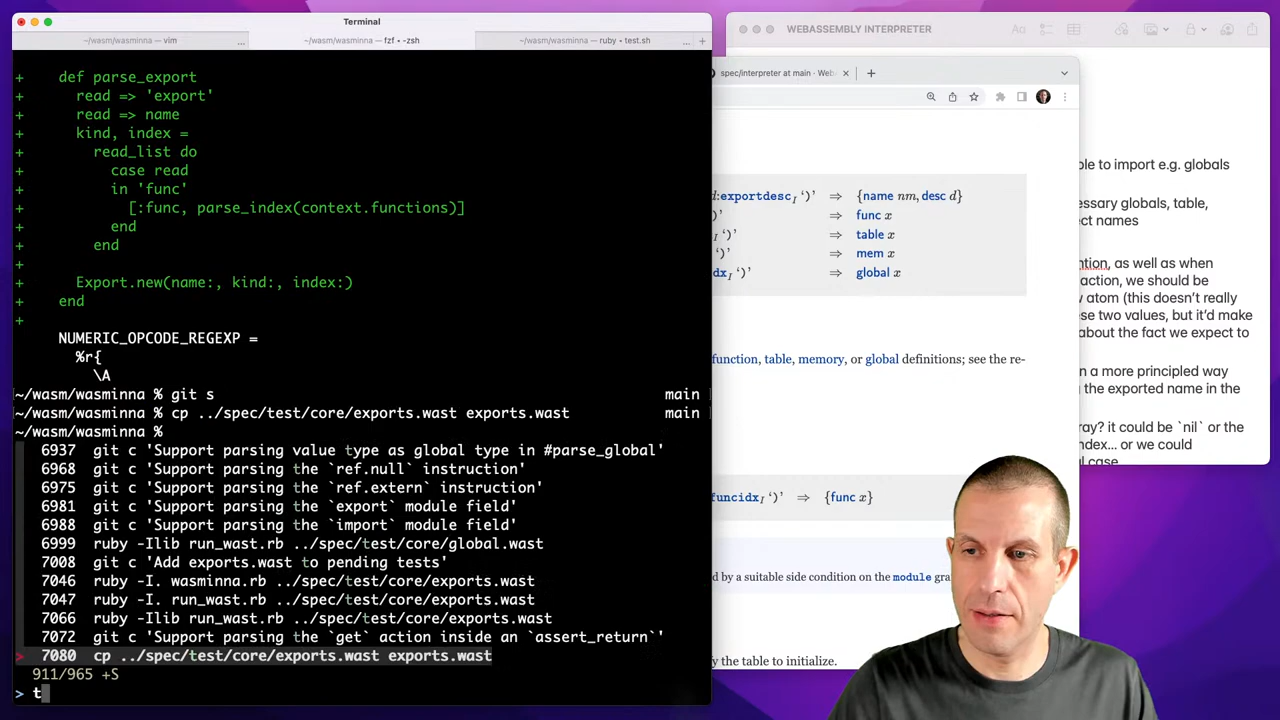 Terminal
~/wasm/wasminna — vim ...
~/wasm/wasminna — fzf • -zsh
~/wasm/wasminna — ruby • test.sh ... +
+ def parse_export
+ read => 'export'
+ read => name
+ kind, index =
+ read_list do
+ case read
+ in 'func'
+ [:func, parse_index(context.functions)]
+ end
+ end
+
+ Export.new(name:, kind:, index:)
+ end
+
NUMERIC_OPCODE_REGEXP =
%r{
\A
~/wasm/wasminna % git s main
~/wasm/wasminna % cp ../spec/test/core/exports.wast exports.wast main
~/wasm/wasminna %
6937 git c 'Support parsing value type as global type in #parse_global'
6968 git c 'Support parsing the `ref.null` instruction'
6975 git c 'Support parsing the `ref.extern` instruction'
6981 git c 'Support parsing the `export` module field'
6988 git c 'Support parsing the `import` module field'
6999 ruby -Ilib run_wast.rb ../spec/test/core/global.wast
7008 git c 'Add exports.wast to pending tests'
7046 ruby -I. wasminna.rb ../spec/test/core/exports.wast
7047 ruby -I. run_wast.rb ../spec/test/core/exports.wast
7066 ruby -Ilib run_wast.rb ../spec/test/core/exports.wast
7072 git c 'Support parsing the `get` action inside an `assert_return`'
> 7080 cp ../spec/test/core/exports.wast exports.wast
911/965 +S
> t
WEBASSEMBLY INTERPRETER
Aa
spec/interpreter at main · Web
d:exportdesc_I ‘)’ ⇒ {name nm, desc d}
)’ ⇒ func x
‘)’ ⇒ table x
‘)’ ⇒ mem x
dx_I ‘)’ ⇒ global x
function, table, memory, or global definitions; see the re-
funcidx_I ‘)’ ⇒ {func x}
d by a suitable side condition on the module gra
y the table to initialize.
ple to import e.g. globals
essary globals, table,
ect names
ntion, as well as when
action, we should be
w atom (this doesn’t really
ese two values, but it’d make
about the fact we expect to
n a more principled way
g the exported name in the
ray? it could be `nil` or the
ndex... or we could
al case